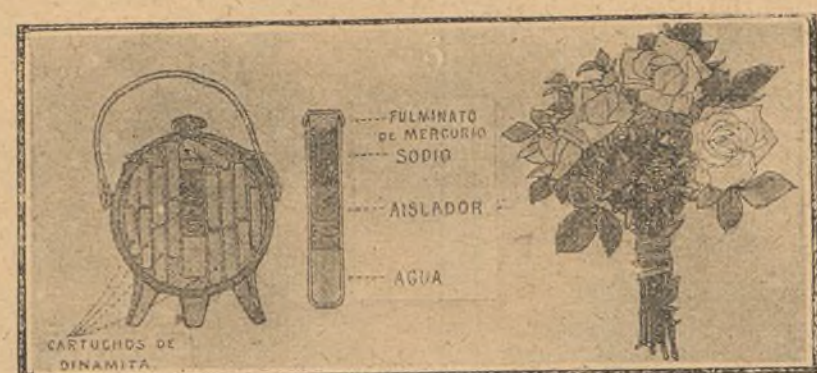 FULMINATO
DE MERCURIO
SODIO
AISLADOR
AGUA
CARTUCHOS DE
DINAMITA.